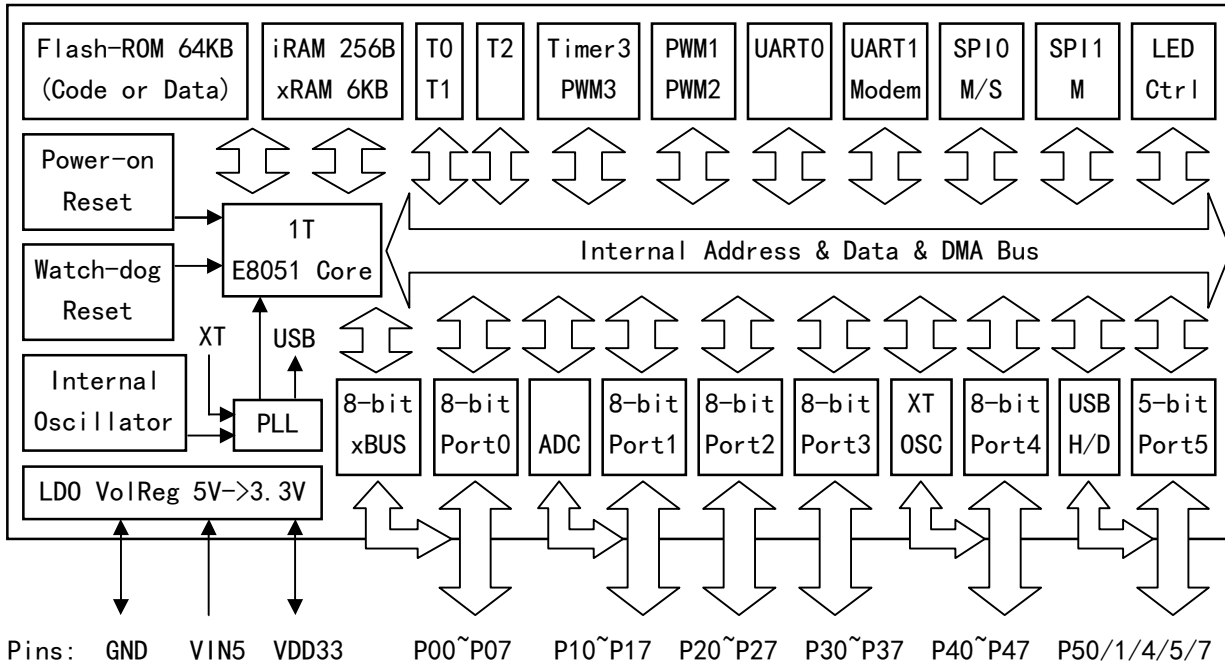 Flash-ROM 64KB
(Code or Data)
iRAM 256B
xRAM 6KB
T0
T1
T2
Timer3
PWM3
PWM1
PWM2
UART0
UART1
Modem
SPI0
M/S
SPI1
M
LED
Ctrl
Power-on
Reset
1T
E8051 Core
Internal Address & Data & DMA Bus
Watch-dog
Reset
XT
USB
Internal
Oscillator
PLL
8-bit
xBUS
8-bit
Port0
ADC
8-bit
Port1
8-bit
Port2
8-bit
Port3
XT
OSC
8-bit
Port4
USB
H/D
5-bit
Port5
LDO VolReg 5V->3.3V
Pins: GND VIN5 VDD33 P00~P07 P10~P17 P20~P27 P30~P37 P40~P47 P50/1/4/5/7